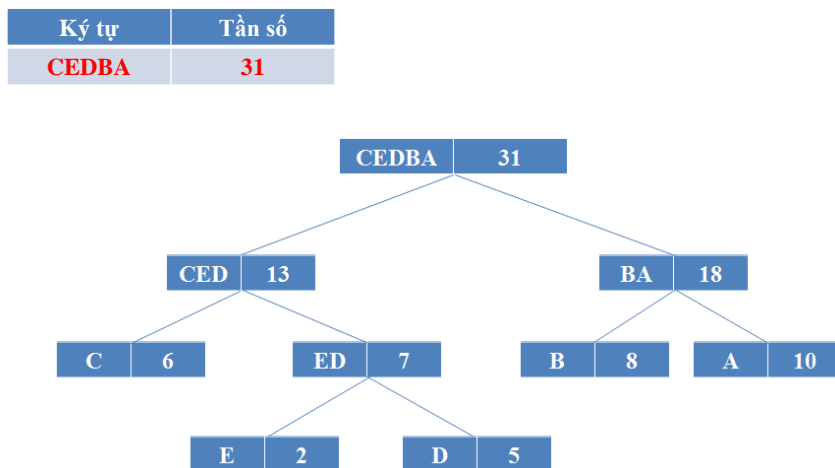 Ký tự Tần số
CEDBA 31
CEDBA 31
CED 13 BA 18
C 6 ED 7 B 8 A 10
E 2 D 5